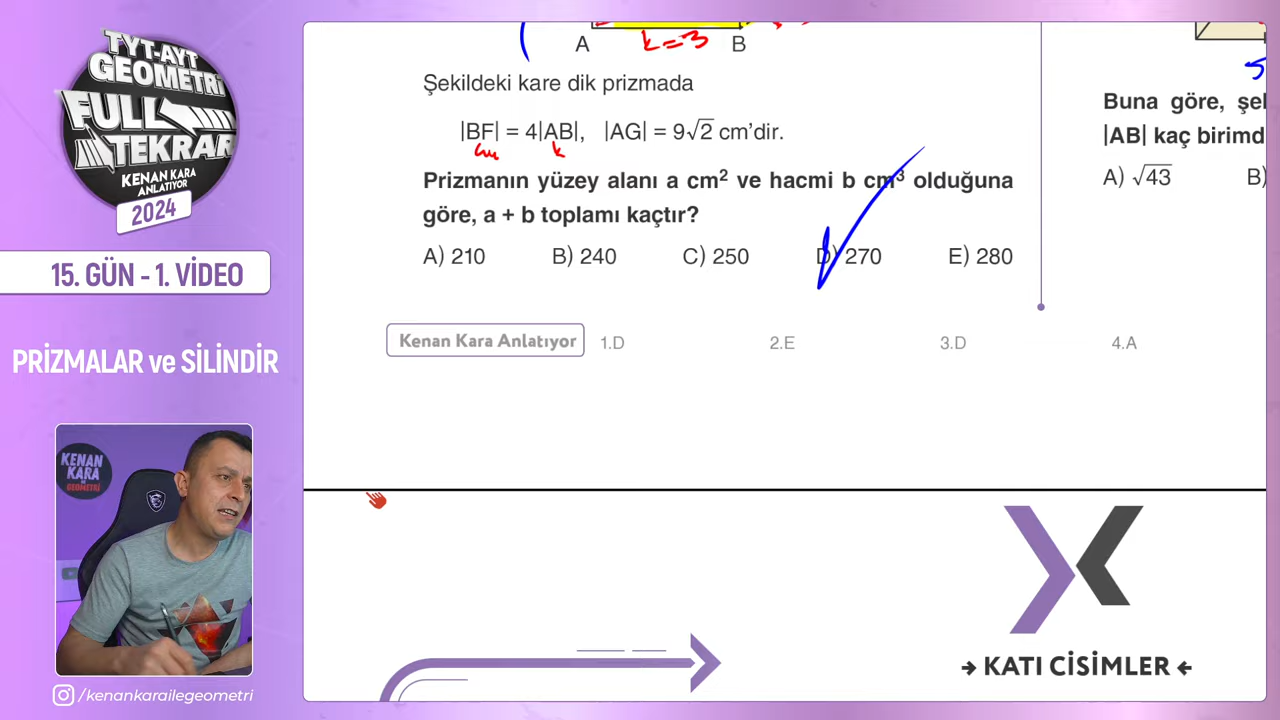 TYT-AYT
GEOMETRİ
FULL
TEKRAR
KENAN KARA
ANLATIYOR
2024
15. GÜN - 1. VİDEO
PRİZMALAR ve SİLİNDİR
KENAN
KARA
GEOMETRİ
/kenankarailegeometri
A B
k=3
Şekildeki kare dik prizmada
|BF| = 4|AB|, |AG| = 9√2 cm'dir.
4k k
Prizmanın yüzey alanı a cm² ve hacmi b cm³ olduğuna
göre, a + b toplamı kaçtır?
A) 210 B) 240 C) 250 D) 270 E) 280
Kenan Kara Anlatıyor 1.D 2.E 3.D 4.A
5
Buna göre, şel
|AB| kaç birimd
A) √43 B)
KATI CİSİMLER